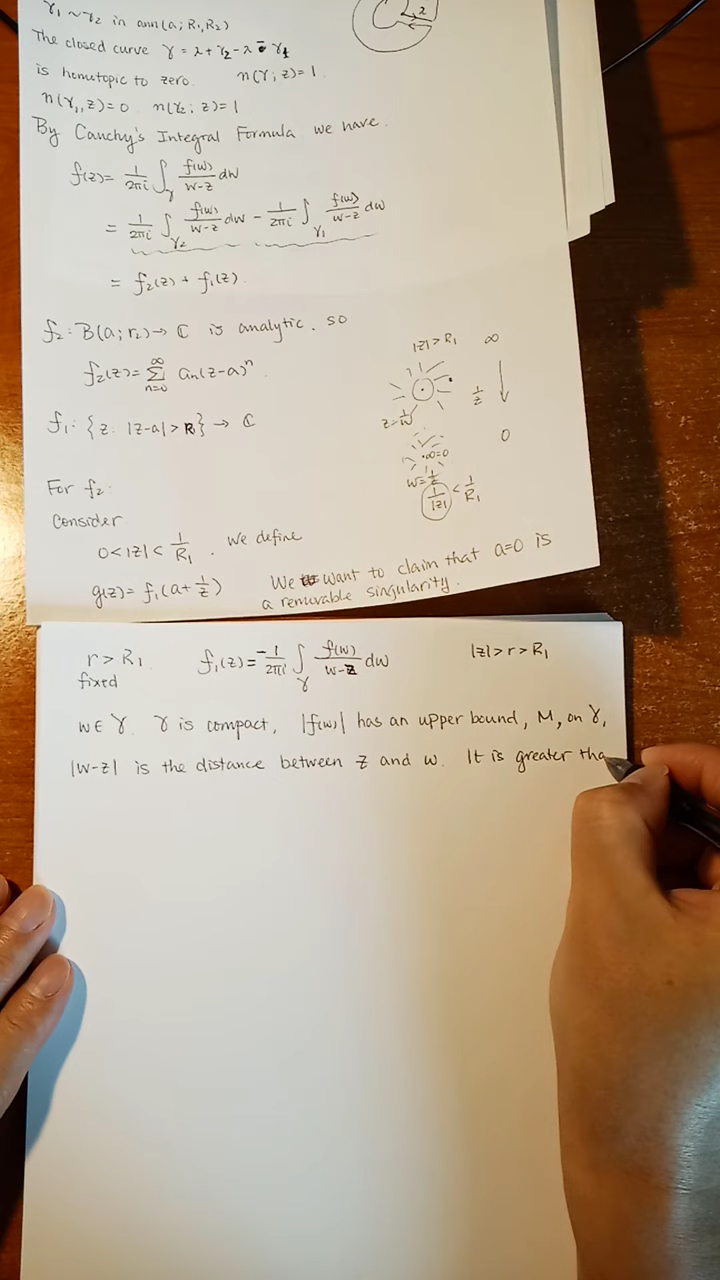 γ₁ ~ γ₂ in ann(a; R₁, R₂)
The closed curve γ = λ + γ₂ - λ - γ₁
is homotopic to zero. n(γ; z) = 1
n(γ₁, z) = 0 n(γ₂; z) = 1
By Cauchy's Integral Formula we have.
f(z) = 1/2πi ∫_γ f(w)/w-z dw
= 1/2πi ∫_γ₂ f(w)/w-z dw - 1/2πi ∫_γ₁ f(w)/w-z dw
= f₂(z) + f₁(z).
f₂: B(a; r₂) → ℂ is analytic. so
f₂(z) = ∑_{n=0}^∞ aₙ(z-a)ⁿ.
f₁: {z: |z-a| > R₁} → ℂ
For f₂:
Consider
0 < |z| < 1/R₁. We define
g(z) = f₁(a + 1/z) We want to claim that a=0 is
a removable singularity.
λ
|z| > R₁ ∞
1/z
z = 1/w
0
∞=0
w = 1/z
1/|z| < 1/R₁
r > R₁ f₁(z) = -1/2πi ∫_γ f(w)/w-z dw |z| > r > R₁
fixed
w ∈ γ. γ is compact, |f(w)| has an upper bound, M, on γ,
|w-z| is the distance between z and w. It is greater tha